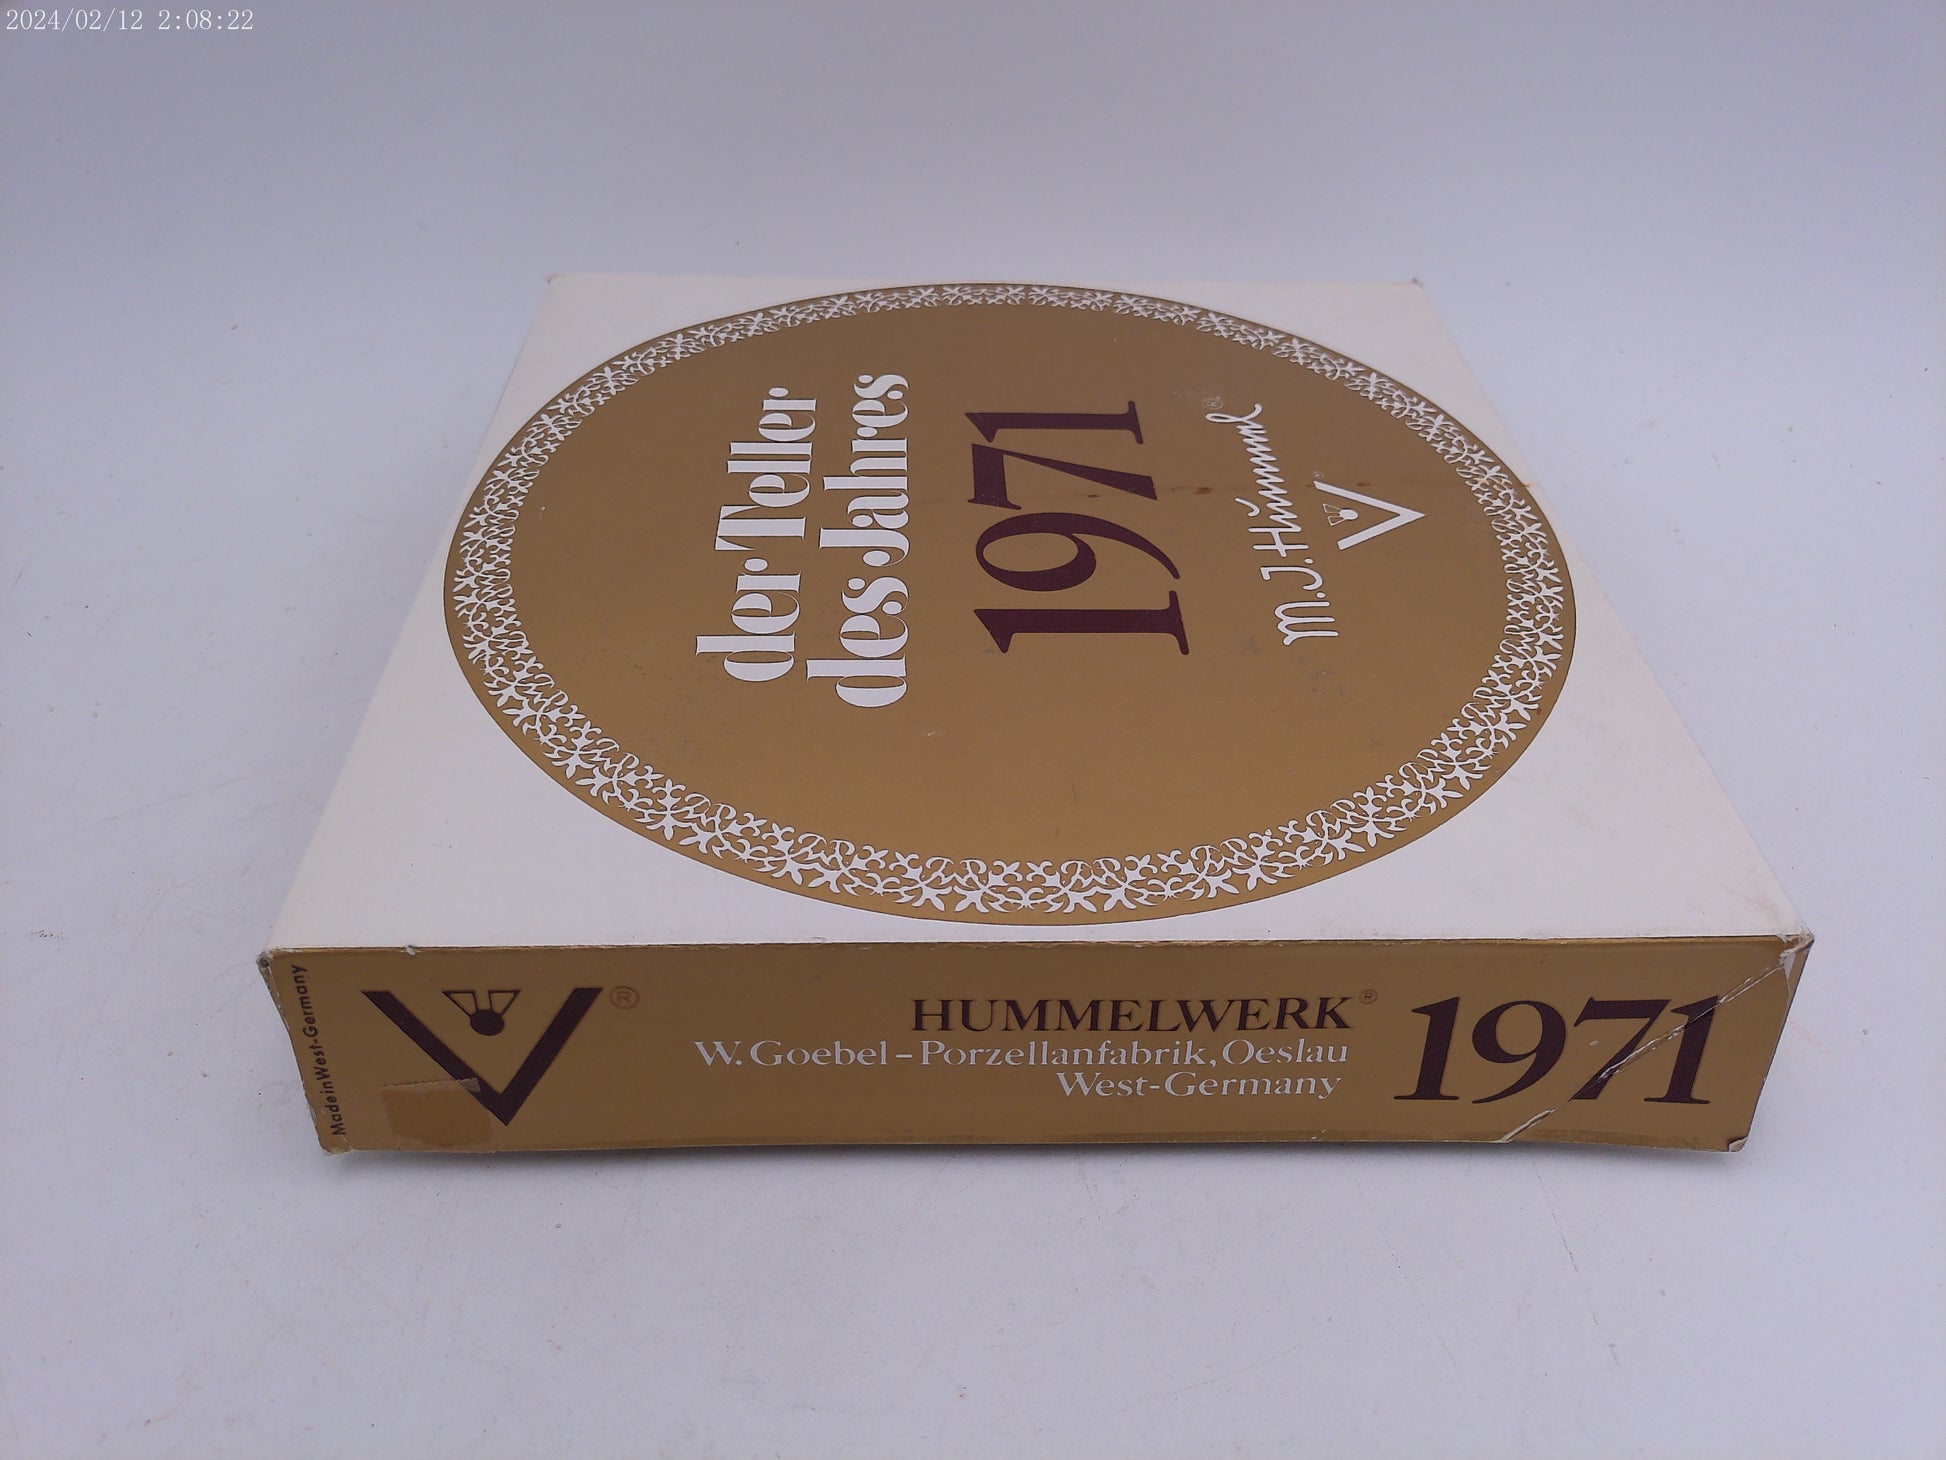 2024/02/12 2:08:22
der Teller
des Jahres
1971
M.J.Hümmel®
Made in West-Germany
®
HUMMELWERK®
W. Goebel – Porzellanfabrik, Oeslau
West-Germany
1971